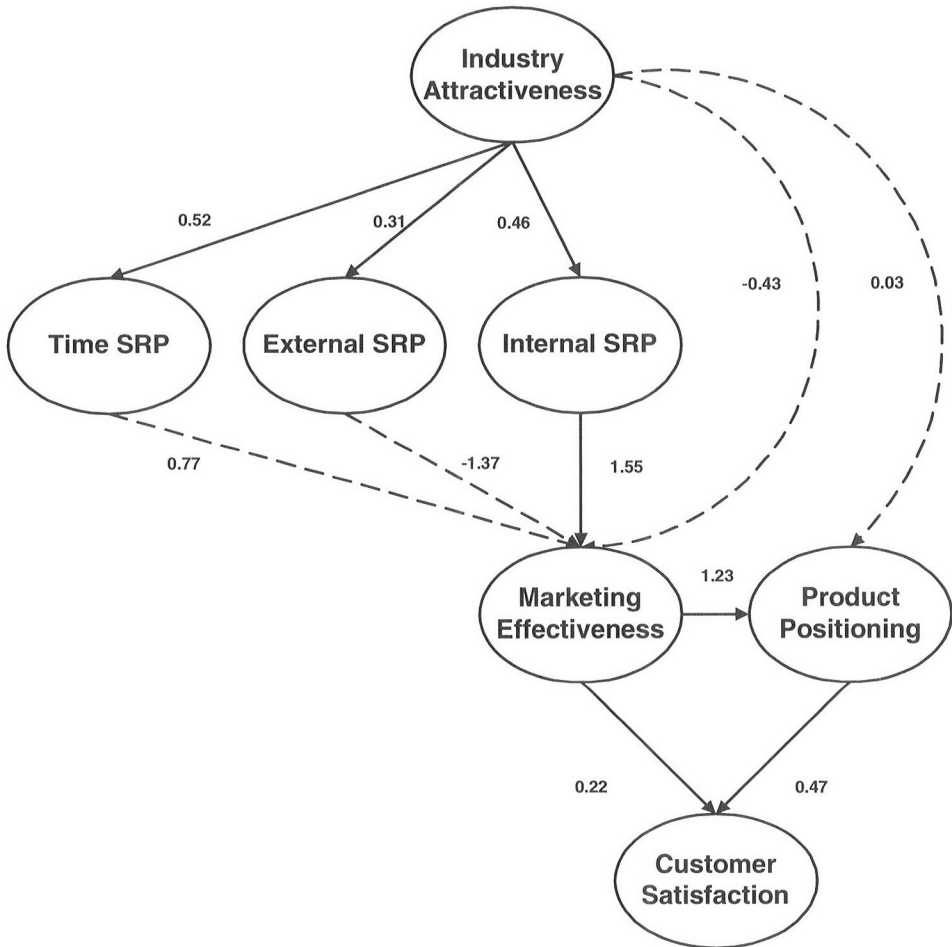 Industry
Attractiveness
0.52
0.31
0.46
-0.43
0.03
Time SRP
External SRP
Internal SRP
0.77
-1.37
1.55
Marketing
Effectiveness
1.23
Product
Positioning
0.22
0.47
Customer
Satisfaction